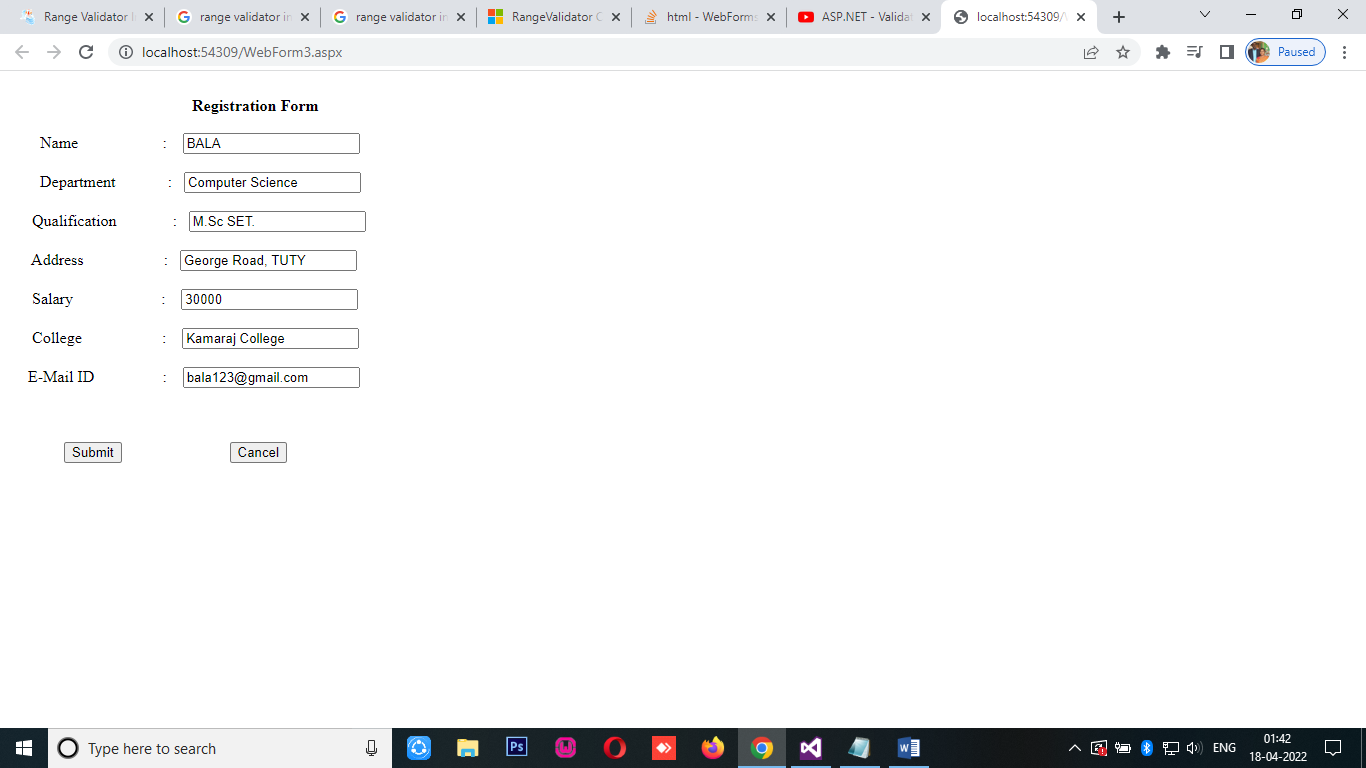 Range Validator I
range validator in
range validator in
RangeValidator C
html - WebForms
ASP.NET - Valida
localhost:54309/
localhost:54309/WebForm3.aspx
Paused
Registration Form
Name : BALA
Department : Computer Science
Qualification : M.Sc SET.
Address : George Road, TUTY
Salary : 30000
College : Kamaraj College
E-Mail ID : bala123@gmail.com
Submit Cancel
Type here to search
Ps
ENG
01:42
18-04-2022